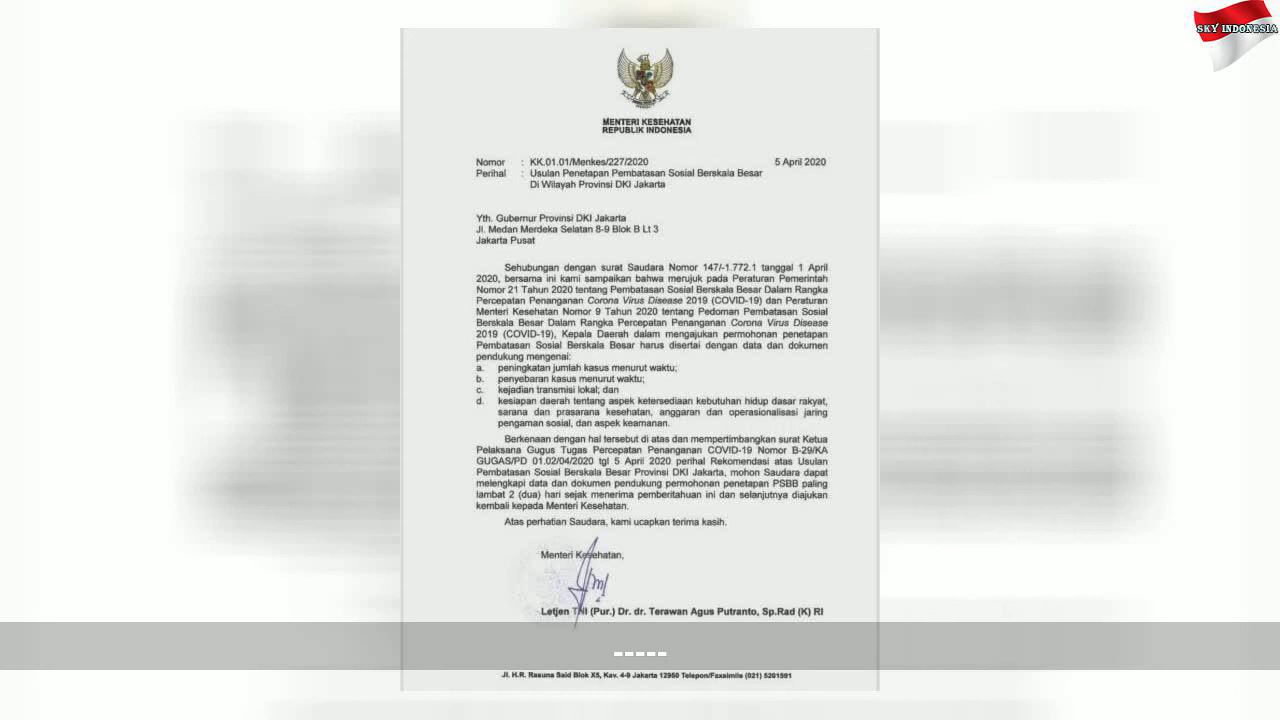 SKY INDONESIA
MENTERI KESEHATAN
REPUBLIK INDONESIA
Nomor : KK.01.01/Menkes/227/2020 5 April 2020
Perihal : Usulan Penetapan Pembatasan Sosial Berskala Besar
Di Wilayah Provinsi DKI Jakarta
Yth. Gubernur Provinsi DKI Jakarta
Jl. Medan Merdeka Selatan 8-9 Blok B Lt 3
Jakarta Pusat
Sehubungan dengan surat Saudara Nomor 147/-1.772.1 tanggal 1 April
2020, bersama ini kami sampaikan bahwa merujuk pada Peraturan Pemerintah
Nomor 21 Tahun 2020 tentang Pembatasan Sosial Berskala Besar Dalam Rangka
Percepatan Penanganan Corona Virus Disease 2019 (COVID-19) dan Peraturan
Menteri Kesehatan Nomor 9 Tahun 2020 tentang Pedoman Pembatasan Sosial
Berskala Besar Dalam Rangka Percepatan Penanganan Corona Virus Disease
2019 (COVID-19), Kepala Daerah dalam mengajukan permohonan penetapan
Pembatasan Sosial Berskala Besar harus disertai dengan data dan dokumen
pendukung mengenai:
a. peningkatan jumlah kasus menurut waktu;
b. penyebaran kasus menurut waktu;
c. kejadian transmisi lokal; dan
d. kesiapan daerah tentang aspek ketersediaan kebutuhan hidup dasar rakyat,
sarana dan prasarana kesehatan, anggaran dan operasionalisasi jaring
pengaman sosial, dan aspek keamanan.
Berkenaan dengan hal tersebut di atas dan mempertimbangkan surat Ketua
Pelaksana Gugus Tugas Percepatan Penanganan COVID-19 Nomor B-29/KA
GUGAS/PD 01.02/04/2020 tgl 5 April 2020 perihal Rekomendasi atas Usulan
Pembatasan Sosial Berskala Besar Provinsi DKI Jakarta, mohon Saudara dapat
melengkapi data dan dokumen pendukung permohonan penetapan PSBB paling
lambat 2 (dua) hari sejak menerima pemberitahuan ini dan selanjutnya diajukan
kembali kepada Menteri Kesehatan.
Atas perhatian Saudara, kami ucapkan terima kasih.
Menteri Kesehatan,
Letjen TNI (Pur.) Dr. dr. Terawan Agus Putranto, Sp.Rad (K) RI
-----
Jl. H.R. Rasuna Said Blok X5, Kav. 4-9 Jakarta 12950 Telepon/Faxsimile (021) 5201591